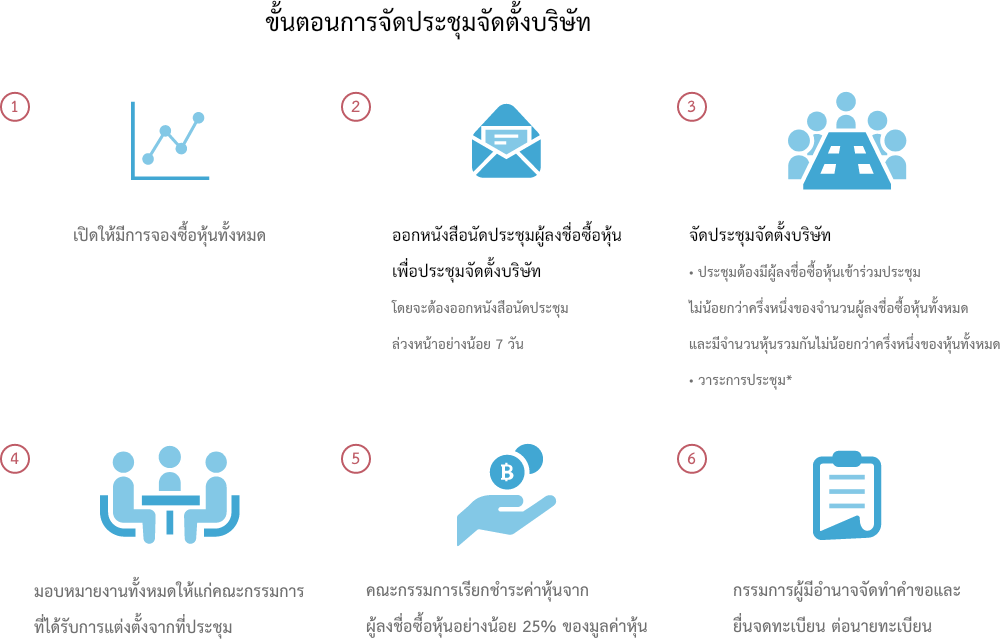 ขั้นตอนการจัดประชุมจัดตั้งบริษัท
1
เปิดให้มีการจองซื้อหุ้นทั้งหมด
2
ออกหนังสือนัดประชุมผู้ลงชื่อซื้อหุ้น
เพื่อประชุมจัดตั้งบริษัท
โดยจะต้องออกหนังสือนัดประชุม
ล่วงหน้าอย่างน้อย 7 วัน
3
จัดประชุมจัดตั้งบริษัท
• ประชุมต้องมีผู้ลงชื่อซื้อหุ้นเข้าร่วมประชุม
ไม่น้อยกว่าครึ่งหนึ่งของจำนวนผู้ลงชื่อซื้อหุ้นทั้งหมด
และมีจำนวนหุ้นรวมกันไม่น้อยกว่าครึ่งหนึ่งของหุ้นทั้งหมด
• วาระการประชุม*
4
มอบหมายงานทั้งหมดให้แก่คณะกรรมการ
ที่ได้รับการแต่งตั้งจากที่ประชุม
5
฿
คณะกรรมการเรียกชำระค่าหุ้นจาก
ผู้ลงชื่อซื้อหุ้นอย่างน้อย 25% ของมูลค่าหุ้น
6
กรรมการผู้มีอำนาจจัดทำคำขอและ
ยื่นจดทะเบียน ต่อนายทะเบียน